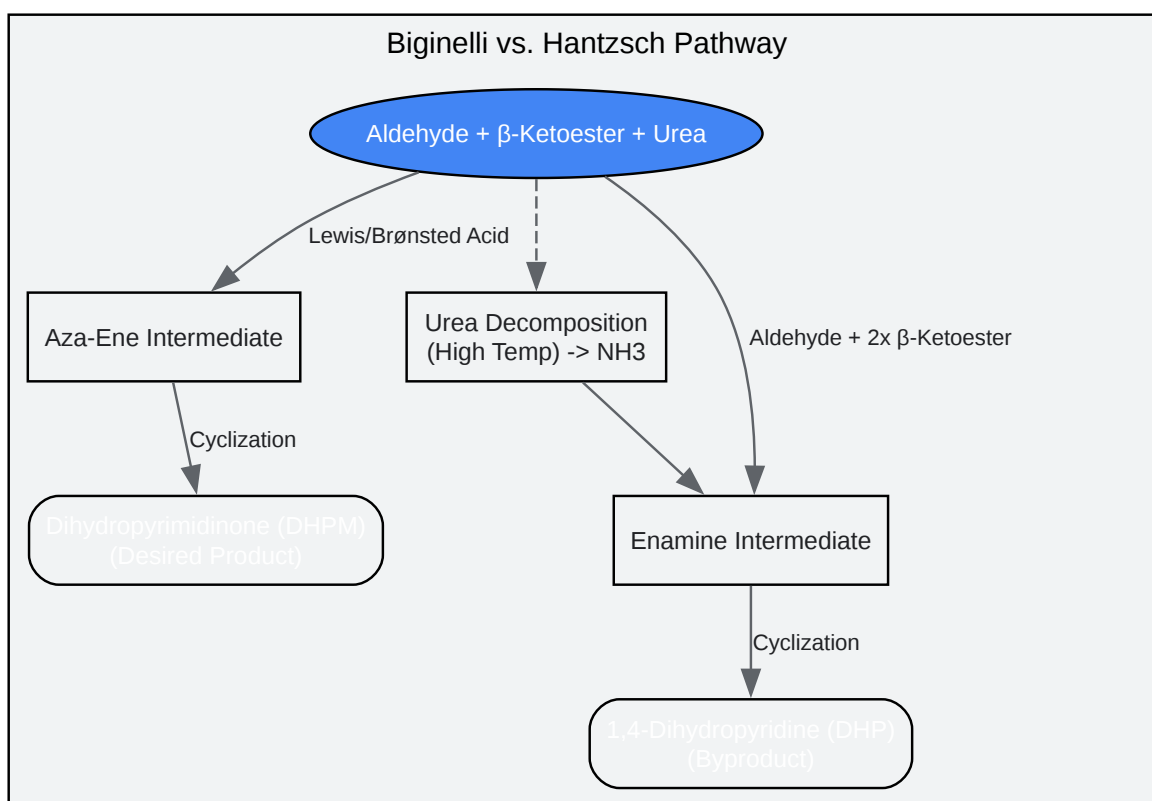 Biginelli vs. Hantzsch Pathway
Aldehyde + β-Ketoester + Urea
Lewis/Brønsted Acid
Aza-Ene Intermediate
Urea Decomposition
(High Temp) -> NH3
Aldehyde + 2x β-Ketoester
Cyclization
Dihydropyrimidinone (DHPM)
(Desired Product)
Enamine Intermediate
Cyclization
1,4-Dihydropyridine (DHP)
(Byproduct)